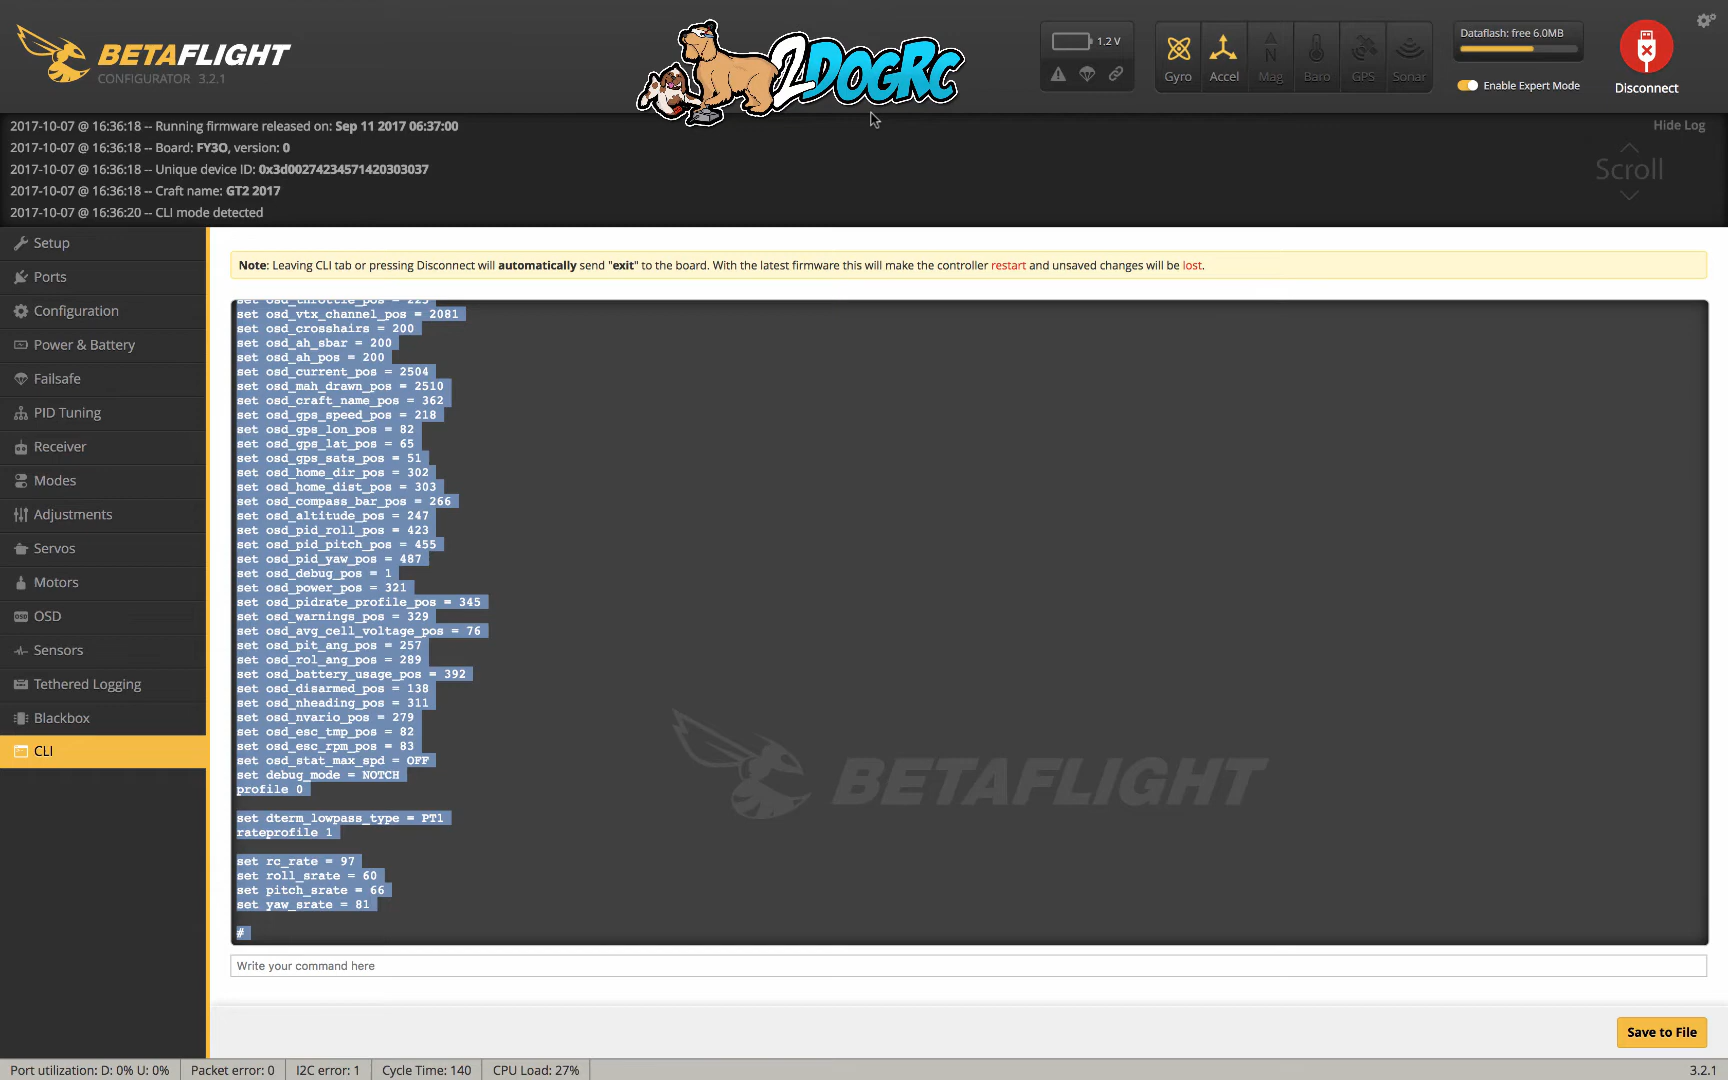 BETAFLIGHT
CONFIGURATOR 3.2.1
2DOGRC
1.2 V
Gyro
Accel
Mag
Baro
GPS
Sonar
Dataflash: free 6.0MB
Enable Expert Mode
Disconnect
2017-10-07 @ 16:36:18 -- Running firmware released on: Sep 11 2017 06:37:00
2017-10-07 @ 16:36:18 -- Board: FY3O, version: 0
2017-10-07 @ 16:36:18 -- Unique device ID: 0x3d00274234571420303037
2017-10-07 @ 16:36:18 -- Craft name: GT2 2017
2017-10-07 @ 16:36:20 -- CLI mode detected
Hide Log
Scroll
Setup
Ports
Configuration
Power & Battery
Failsafe
PID Tuning
Receiver
Modes
Adjustments
Servos
Motors
OSD
Sensors
Tethered Logging
Blackbox
CLI
Note: Leaving CLI tab or pressing Disconnect will automatically send "exit" to the board. With the latest firmware this will make the controller restart and unsaved changes will be lost.
set osd_throttle_pos = 225
set osd_vtx_channel_pos = 2081
set osd_crosshairs = 200
set osd_ah_sbar = 200
set osd_ah_pos = 200
set osd_current_pos = 2504
set osd_mah_drawn_pos = 2510
set osd_craft_name_pos = 362
set osd_gps_speed_pos = 218
set osd_gps_lon_pos = 82
set osd_gps_lat_pos = 65
set osd_gps_sats_pos = 51
set osd_home_dir_pos = 302
set osd_home_dist_pos = 303
set osd_compass_bar_pos = 266
set osd_altitude_pos = 247
set osd_pid_roll_pos = 423
set osd_pid_pitch_pos = 455
set osd_pid_yaw_pos = 487
set osd_debug_pos = 1
set osd_power_pos = 321
set osd_pidrate_profile_pos = 345
set osd_warnings_pos = 329
set osd_avg_cell_voltage_pos = 76
set osd_pit_ang_pos = 257
set osd_rol_ang_pos = 289
set osd_battery_usage_pos = 392
set osd_disarmed_pos = 138
set osd_nheading_pos = 311
set osd_nvario_pos = 279
set osd_esc_tmp_pos = 82
set osd_esc_rpm_pos = 83
set osd_stat_max_spd = OFF
set debug_mode = NOTCH
profile 0
set dterm_lowpass_type = PT1
rateprofile 1
set rc_rate = 97
set roll_srate = 60
set pitch_srate = 66
set yaw_srate = 81
#
BETAFLIGHT
Write your command here
Save to File
Port utilization: D: 0% U: 0%
Packet error: 0
I2C error: 1
Cycle Time: 140
CPU Load: 27%
3.2.1